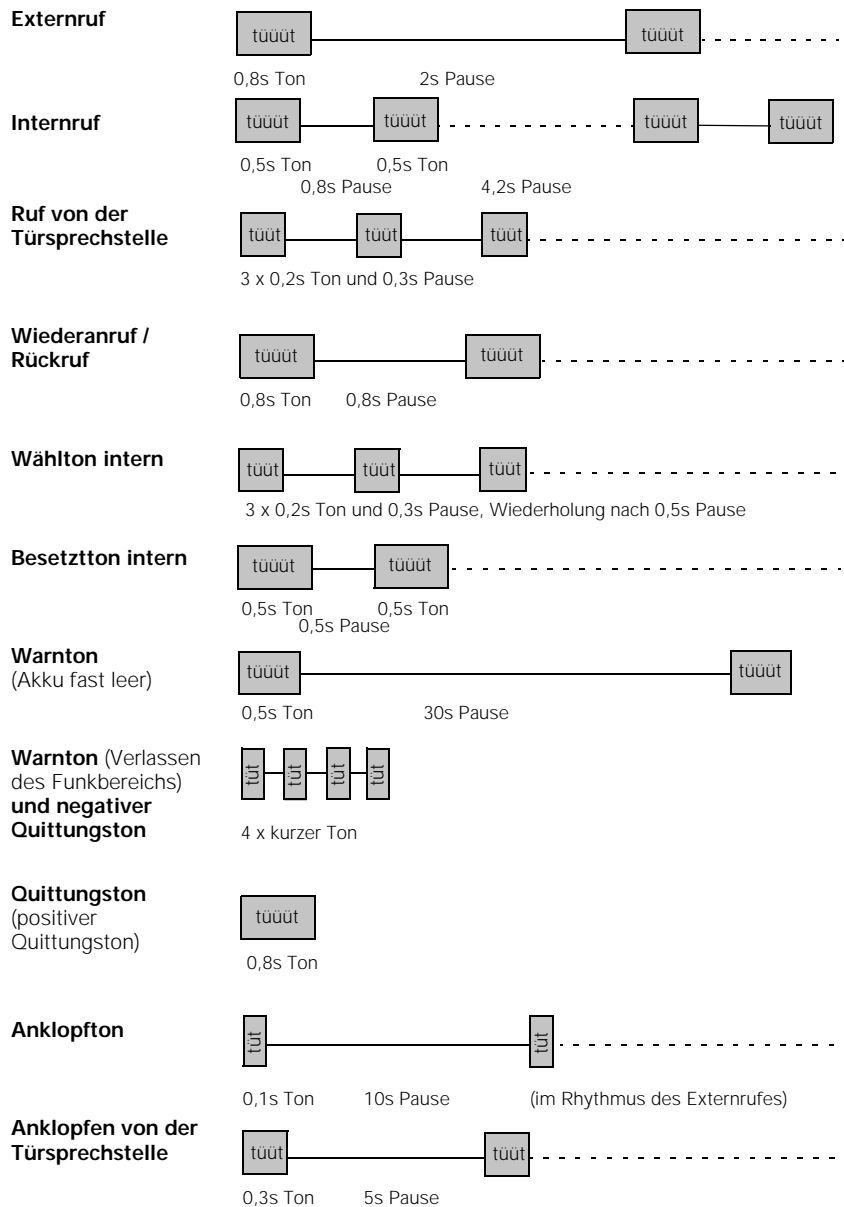 Externruf
tüüüt tüüüt
0,8s Ton 2s Pause
Internruf
tüüüt tüüüt tüüüt tüüüt
0,5s Ton 0,5s Ton
0,8s Pause 4,2s Pause
Ruf von der
Türsprechstelle
tüüt tüüt tüüt
3 x 0,2s Ton und 0,3s Pause
Wiederanruf /
Rückruf
tüüüt tüüüt
0,8s Ton 0,8s Pause
Wählton intern
tüüt tüüt tüüt
3 x 0,2s Ton und 0,3s Pause, Wiederholung nach 0,5s Pause
Besetztton intern
tüüüt tüüüt
0,5s Ton 0,5s Ton
0,5s Pause
Warnton
(Akku fast leer)
tüüüt tüüüt
0,5s Ton 30s Pause
Warnton (Verlassen
des Funkbereichs)
und negativer
Quittungston
tüt tüt tüt tüt
4 x kurzer Ton
Quittungston
(positiver
Quittungston)
tüüüt
0,8s Ton
Anklopfton
tüt tüt
0,1s Ton 10s Pause (im Rhythmus des Externrufes)
Anklopfen von der
Türsprechstelle
tüüt tüüt
0,3s Ton 5s Pause